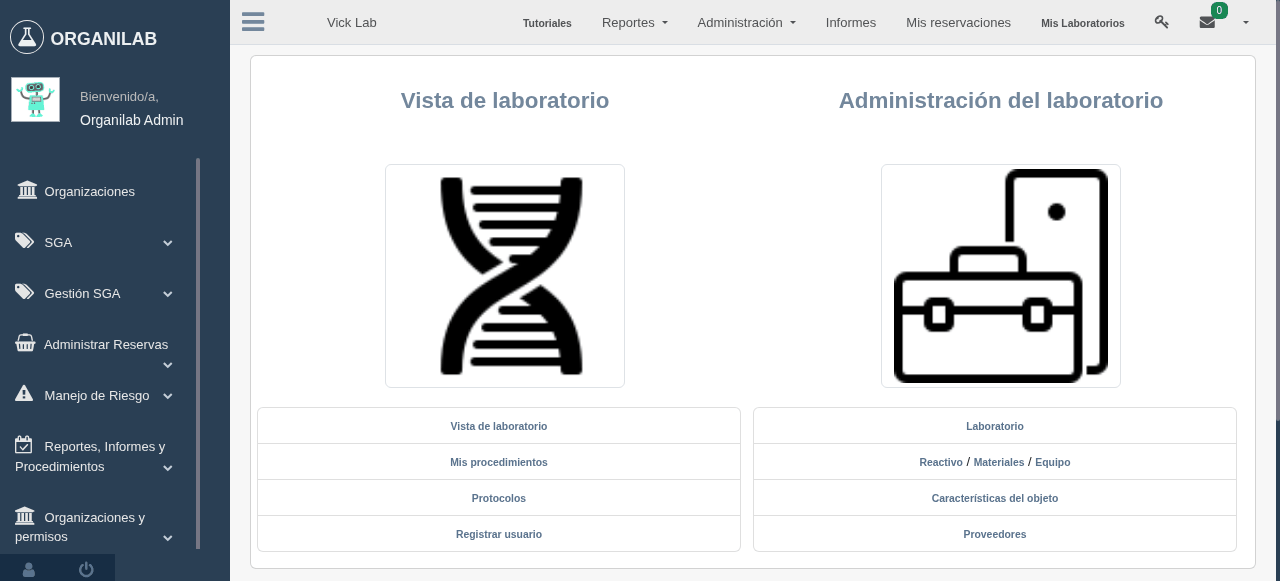 ORGANILAB
Bienvenido/a,
Organilab Admin
Organizaciones
SGA
Gestión SGA
Administrar Reservas
Manejo de Riesgo
Reportes, Informes y
Procedimientos
Organizaciones y
permisos
Vick Lab
Tutoriales
Reportes
Administración
Informes
Mis reservaciones
Mis Laboratorios
0
Vista de laboratorio
Vista de laboratorio
Mis procedimientos
Protocolos
Registrar usuario
Administración del laboratorio
Laboratorio
Reactivo / Materiales / Equipo
Características del objeto
Proveedores